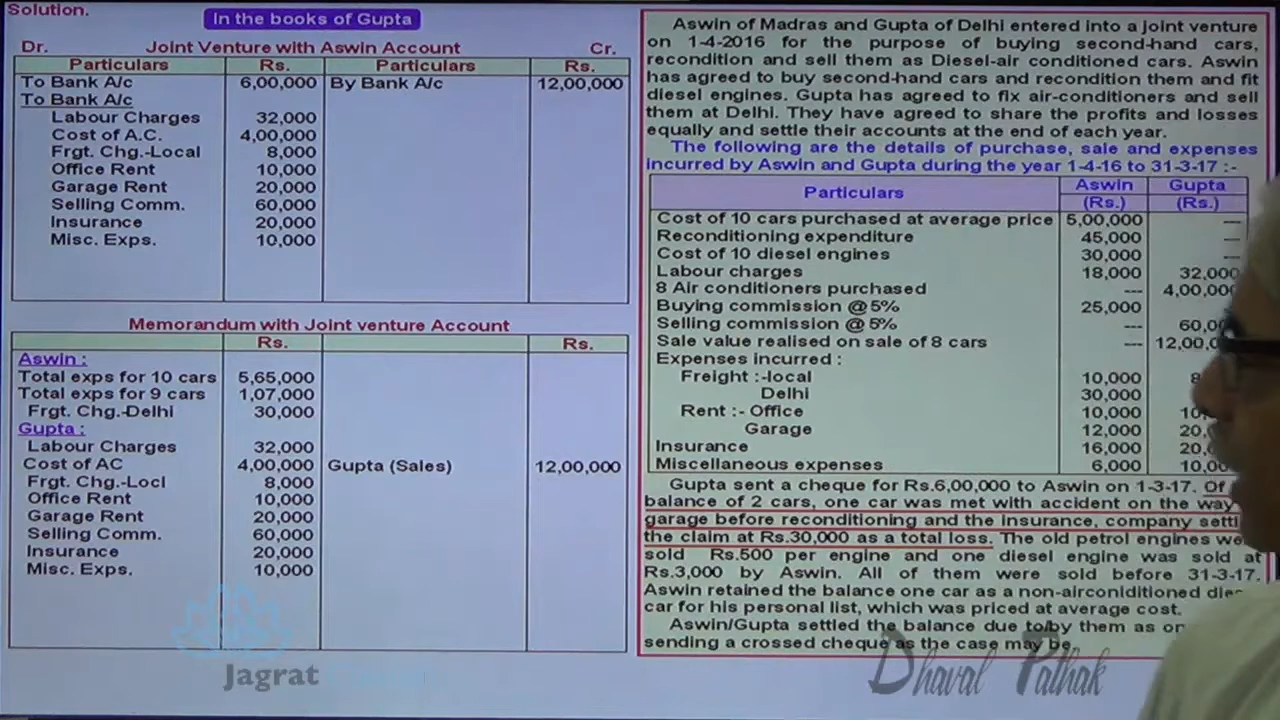 Solution.
In the books of Gupta
Dr. Joint Venture with Aswin Account Cr.
Particulars Rs. Particulars Rs.
To Bank A/c 6,00,000 By Bank A/c 12,00,000
To Bank A/c
Labour Charges 32,000
Cost of A.C. 4,00,000
Frgt. Chg.-Local 8,000
Office Rent 10,000
Garage Rent 20,000
Selling Comm. 60,000
Insurance 20,000
Misc. Exps. 10,000
Memorandum with Joint venture Account
Rs. Rs.
Aswin :
Total exps for 10 cars 5,65,000
Total exps for 9 cars 1,07,000
Frgt. Chg.-Delhi 30,000
Gupta :
Labour Charges 32,000
Cost of AC 4,00,000 Gupta (Sales) 12,00,000
Frgt. Chg.-Locl 8,000
Office Rent 10,000
Garage Rent 20,000
Selling Comm. 60,000
Insurance 20,000
Misc. Exps. 10,000
Jagrat
Aswin of Madras and Gupta of Delhi entered into a joint venture
on 1-4-2016 for the purpose of buying second-hand cars,
recondition and sell them as Diesel-air conditioned cars. Aswin
has agreed to buy second-hand cars and recondition them and fit
diesel engines. Gupta has agreed to fix air-conditioners and sell
them at Delhi. They have agreed to share the profits and losses
equally and settle their accounts at the end of each year.
The following are the details of purchase, sale and expenses
incurred by Aswin and Gupta during the year 1-4-16 to 31-3-17 :-
Particulars Aswin (Rs.) Gupta (Rs.)
Cost of 10 cars purchased at average price 5,00,000 ---
Reconditioning expenditure 45,000 ---
Cost of 10 diesel engines 30,000 ---
Labour charges 18,000 32,000
8 Air conditioners purchased --- 4,00,000
Buying commission @5% 25,000
Selling commission @5% ---
Sale value realised on sale of 8 cars ---
Expenses incurred :
Freight :-local 10,000
Delhi 30,000
Rent :- Office 10,000
Garage 12,000
Insurance 16,000
Miscellaneous expenses 6,000
Gupta sent a cheque for Rs.6,00,000 to Aswin on 1-3-17. Of
balance of 2 cars, one car was met with accident on the way
garage before reconditioning and the insurance, company
the claim at Rs.30,000 as a total loss. The old petrol engines
sold Rs.500 per engine and one diesel engine was sold at
Rs.3,000 by Aswin. All of them were sold before 31-3-17.
Aswin retained the balance one car as a non-airconiditioned
car for his personal list, which was priced at average cost.
Aswin/Gupta settled the balance due to/by them as on
sending a crossed cheque as the case may be.
Dhaval Pathak